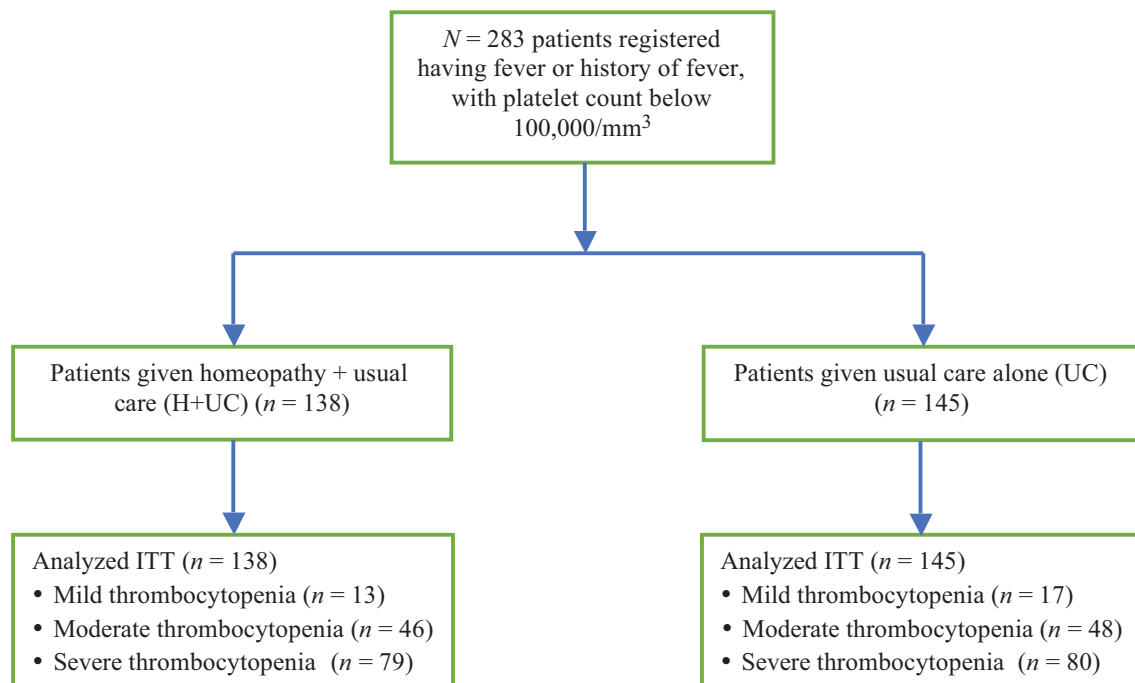 N = 283 patients registered
having fever or history of fever,
with platelet count below
100,000/mm³
Patients given homeopathy + usual
care (H+UC) (n = 138)
Patients given usual care alone (UC)
(n = 145)
Analyzed ITT (n = 138)
• Mild thrombocytopenia (n = 13)
• Moderate thrombocytopenia (n = 46)
• Severe thrombocytopenia (n = 79)
Analyzed ITT (n = 145)
• Mild thrombocytopenia (n = 17)
• Moderate thrombocytopenia (n = 48)
• Severe thrombocytopenia (n = 80)